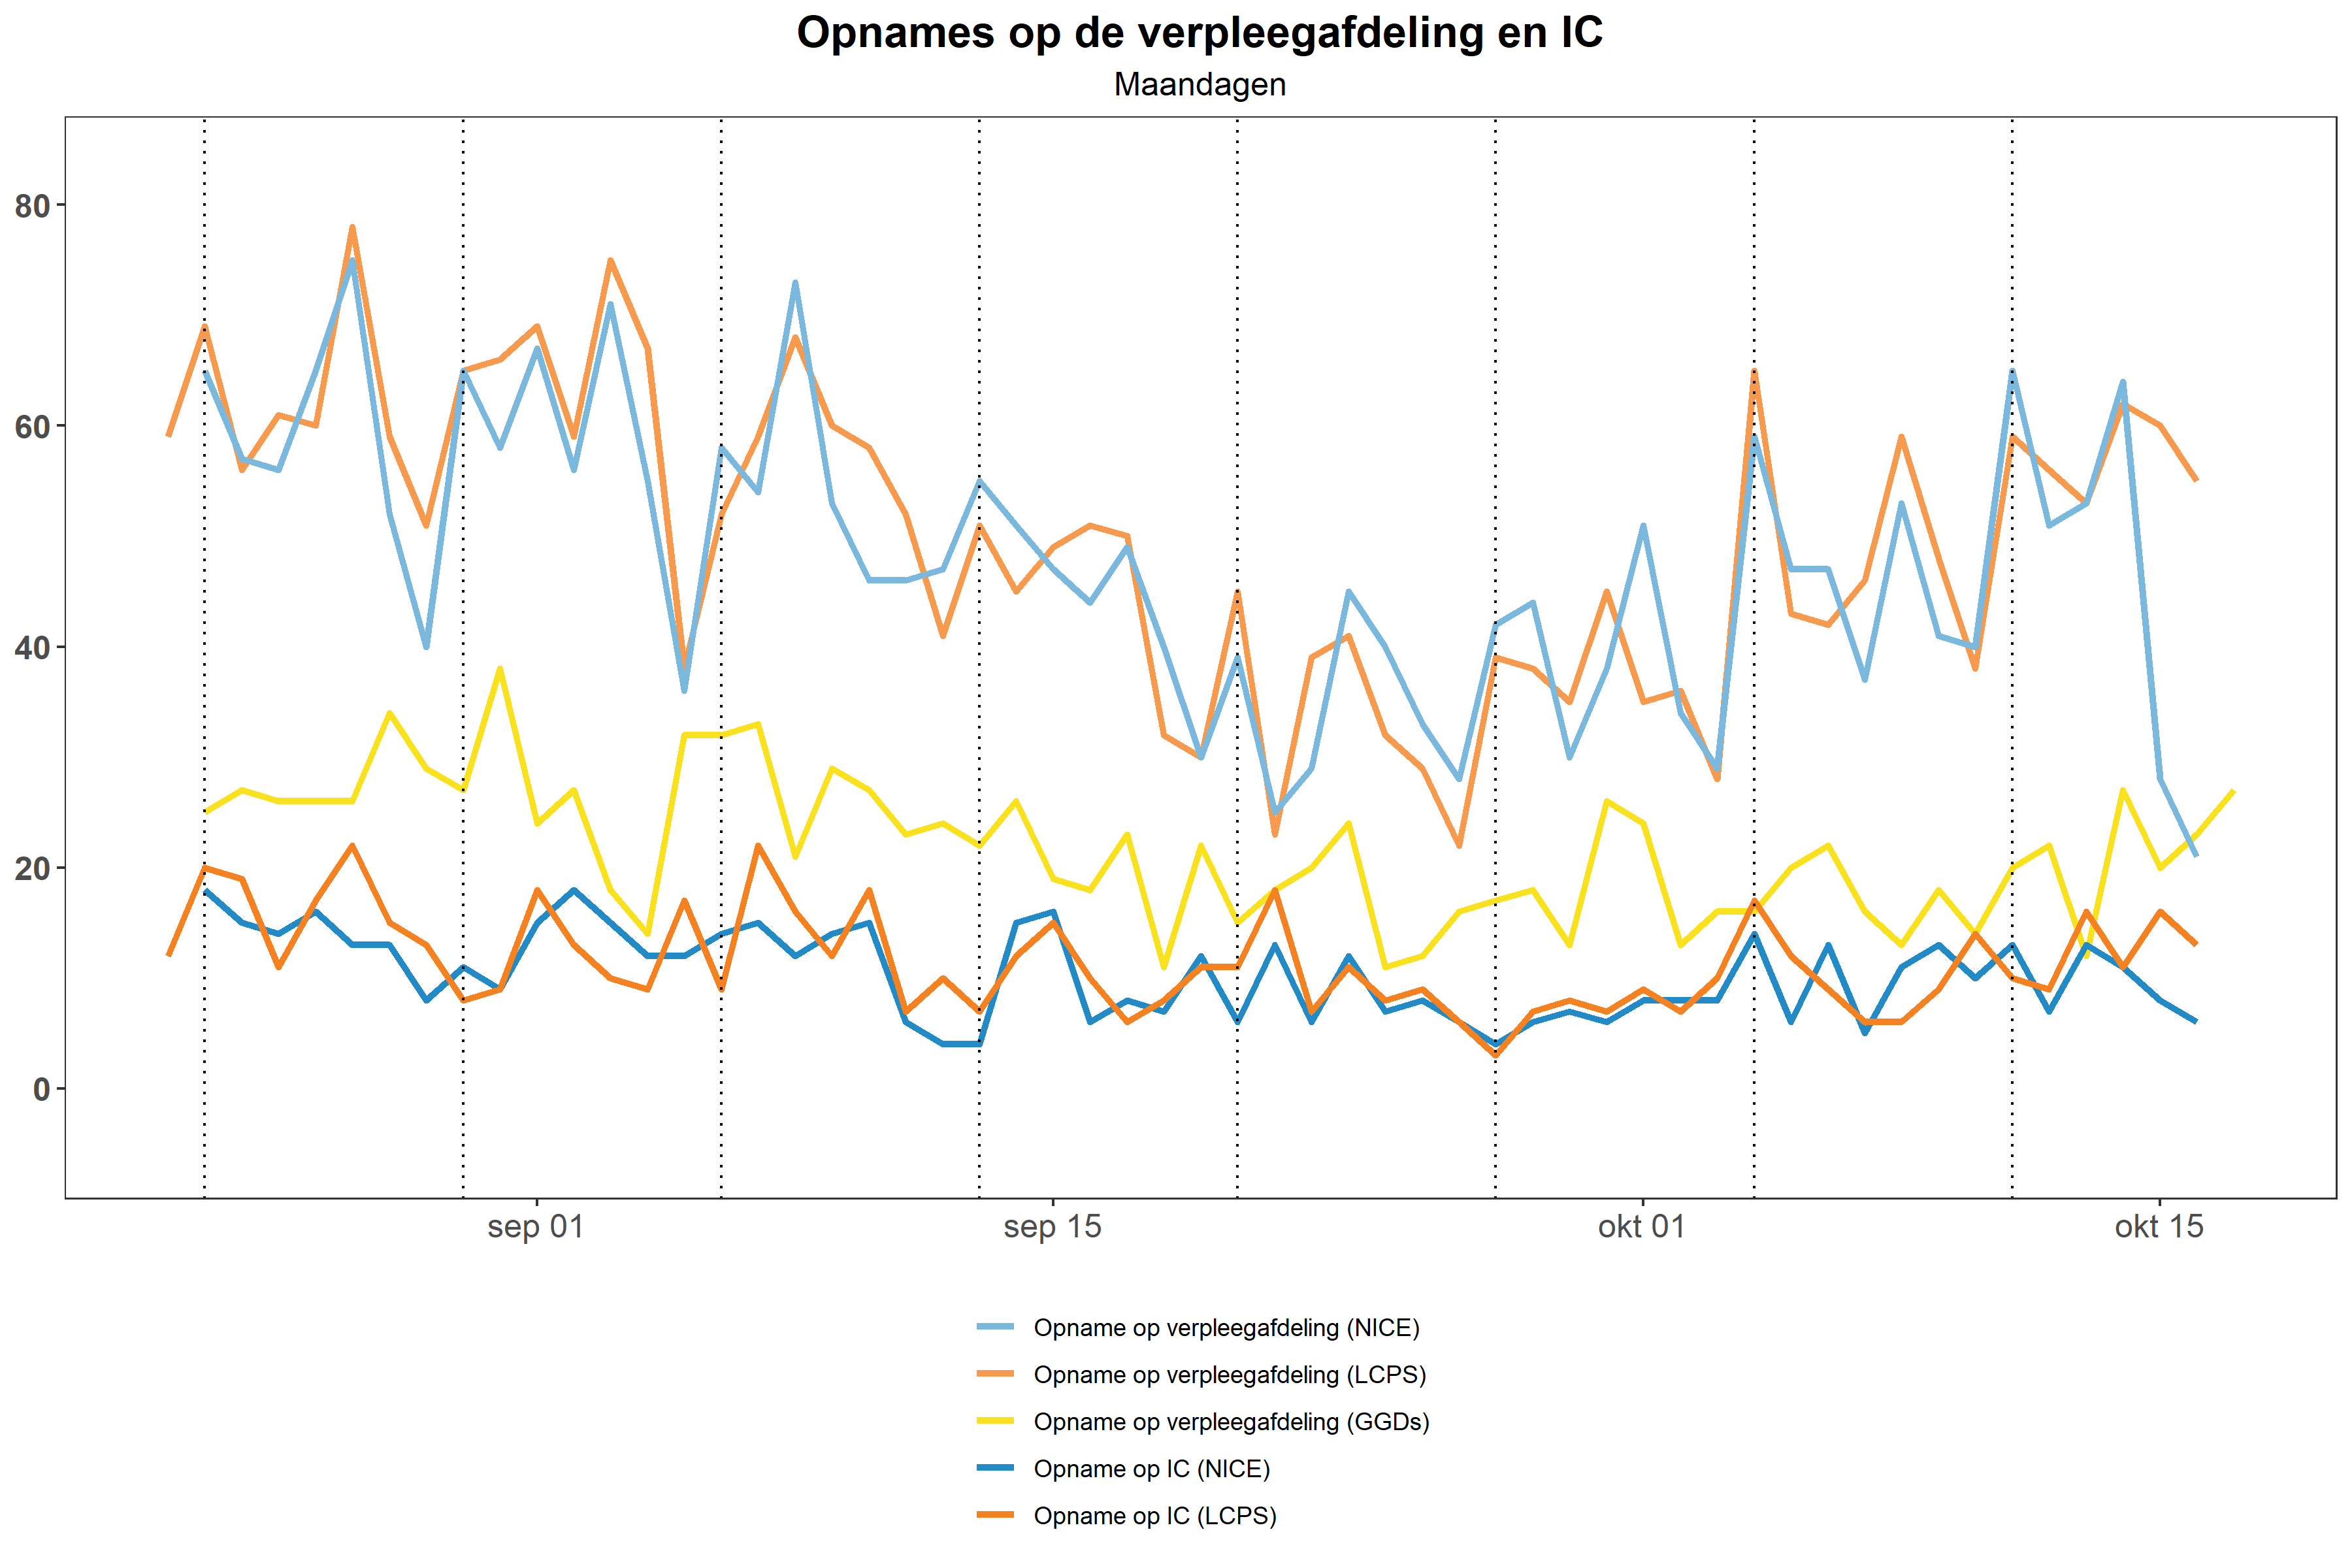 Opnames op de verpleegafdeling en IC
Maandagen
80
60
40
20
0
sep 01
sep 15
okt 01
okt 15
Opname op verpleegafdeling (NICE)
Opname op verpleegafdeling (LCPS)
Opname op verpleegafdeling (GGDs)
Opname op IC (NICE)
Opname op IC (LCPS)